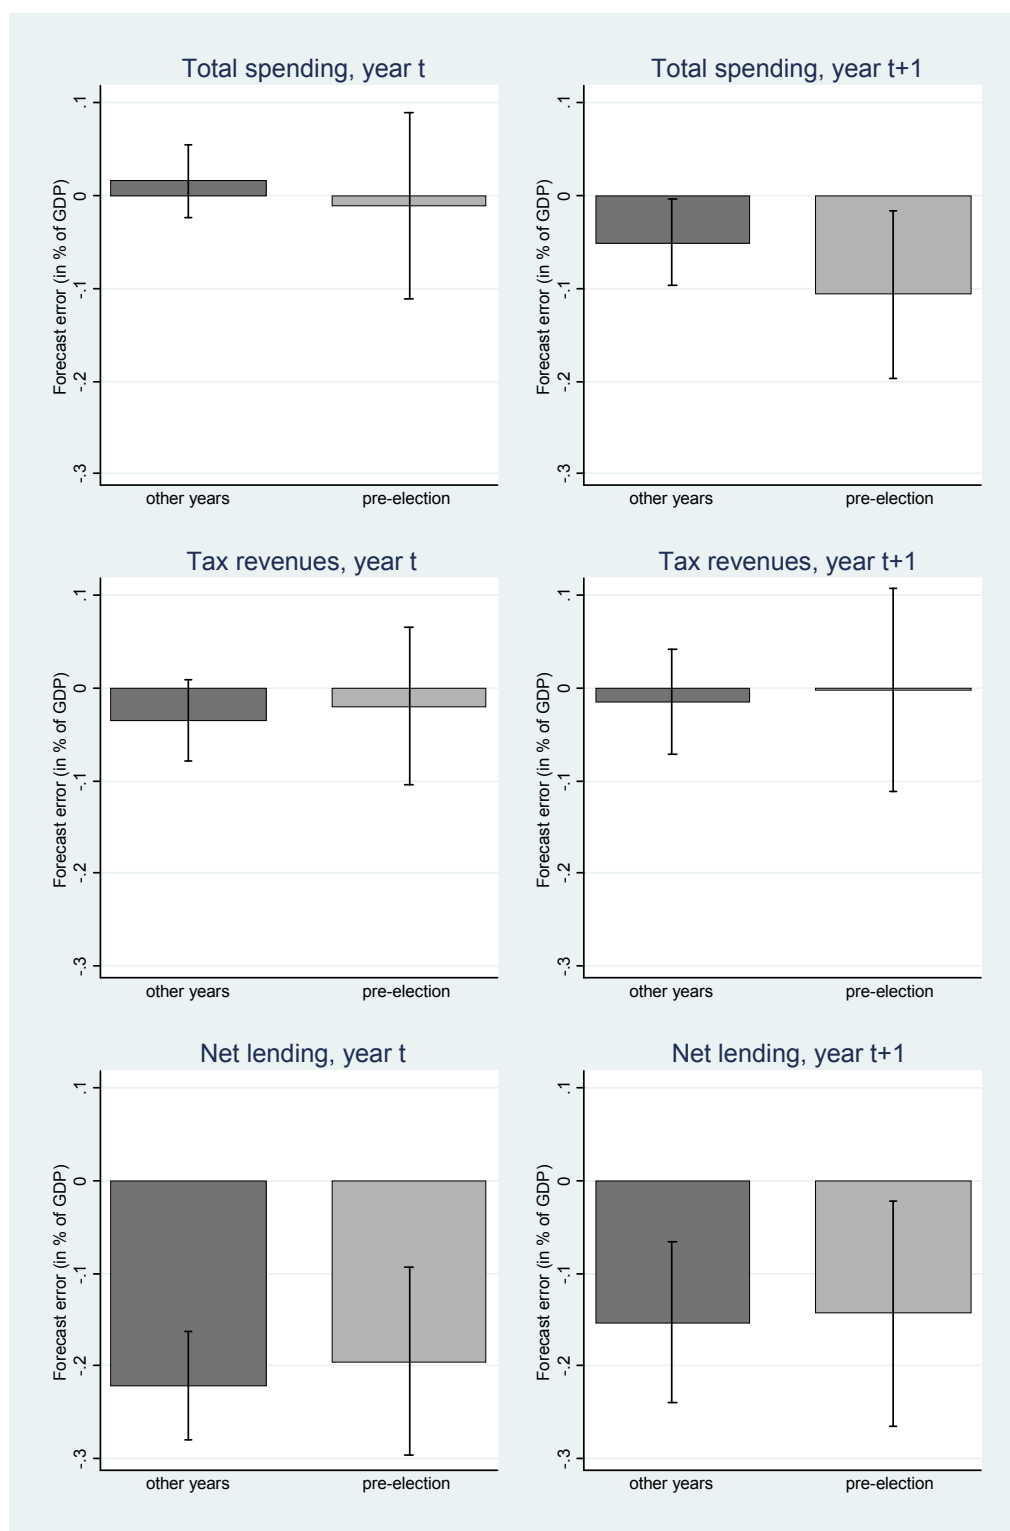 Total spending, year t
Forecast error (in % of GDP)
.1
0
-.1
-.2
-.3
other years
pre-election
Total spending, year t+1
Forecast error (in % of GDP)
.1
0
-.1
-.2
-.3
other years
pre-election
Tax revenues, year t
Forecast error (in % of GDP)
.1
0
-.1
-.2
-.3
other years
pre-election
Tax revenues, year t+1
Forecast error (in % of GDP)
.1
0
-.1
-.2
-.3
other years
pre-election
Net lending, year t
Forecast error (in % of GDP)
.1
0
-.1
-.2
-.3
other years
pre-election
Net lending, year t+1
Forecast error (in % of GDP)
.1
0
-.1
-.2
-.3
other years
pre-election